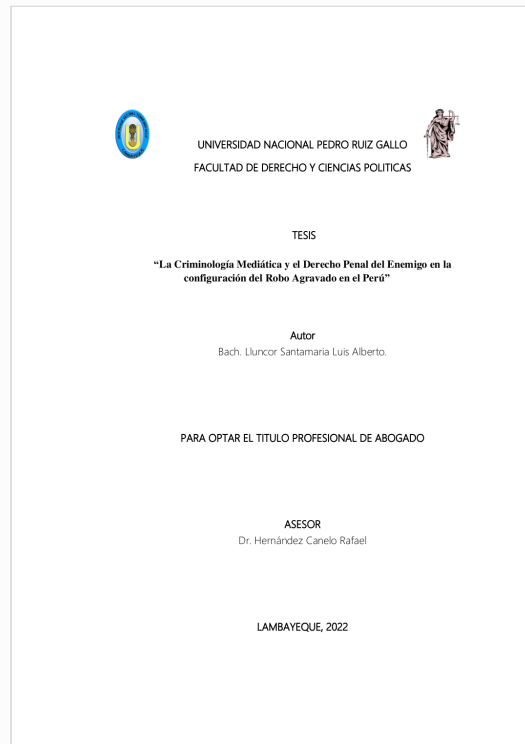 UNIVERSIDAD NACIONAL PEDRO RUIZ GALLO
FACULTAD DE DERECHO Y CIENCIAS POLITICAS
TESIS
“La Criminología Mediática y el Derecho Penal del Enemigo en la
configuración del Robo Agravado en el Perú”
Autor
Bach. Lluncor Santamaria Luis Alberto.
PARA OPTAR EL TITULO PROFESIONAL DE ABOGADO
ASESOR
Dr. Hernández Canelo Rafael
LAMBAYEQUE, 2022